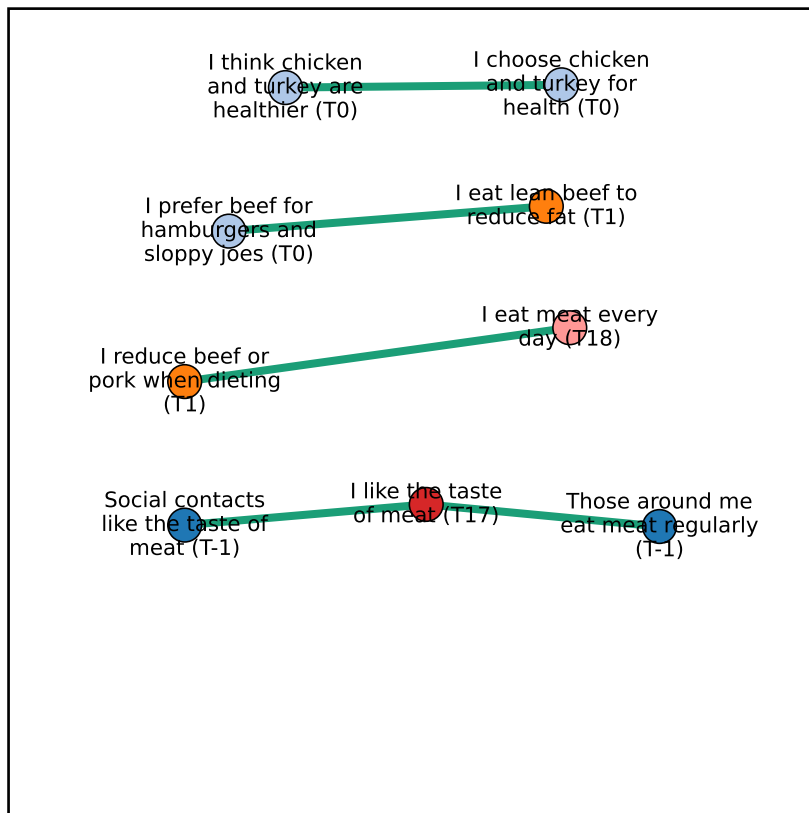 I think chicken
and turkey are
healthier (T0)
I choose chicken
and turkey for
health (T0)
I prefer beef for
hamburgers and
sloppy joes (T0)
I eat lean beef to
reduce fat (T1)
I eat meat every
day (T18)
I reduce beef or
pork when dieting
(T1)
Social contacts
like the taste of
meat (T-1)
I like the taste
of meat (T17)
Those around me
eat meat regularly
(T-1)